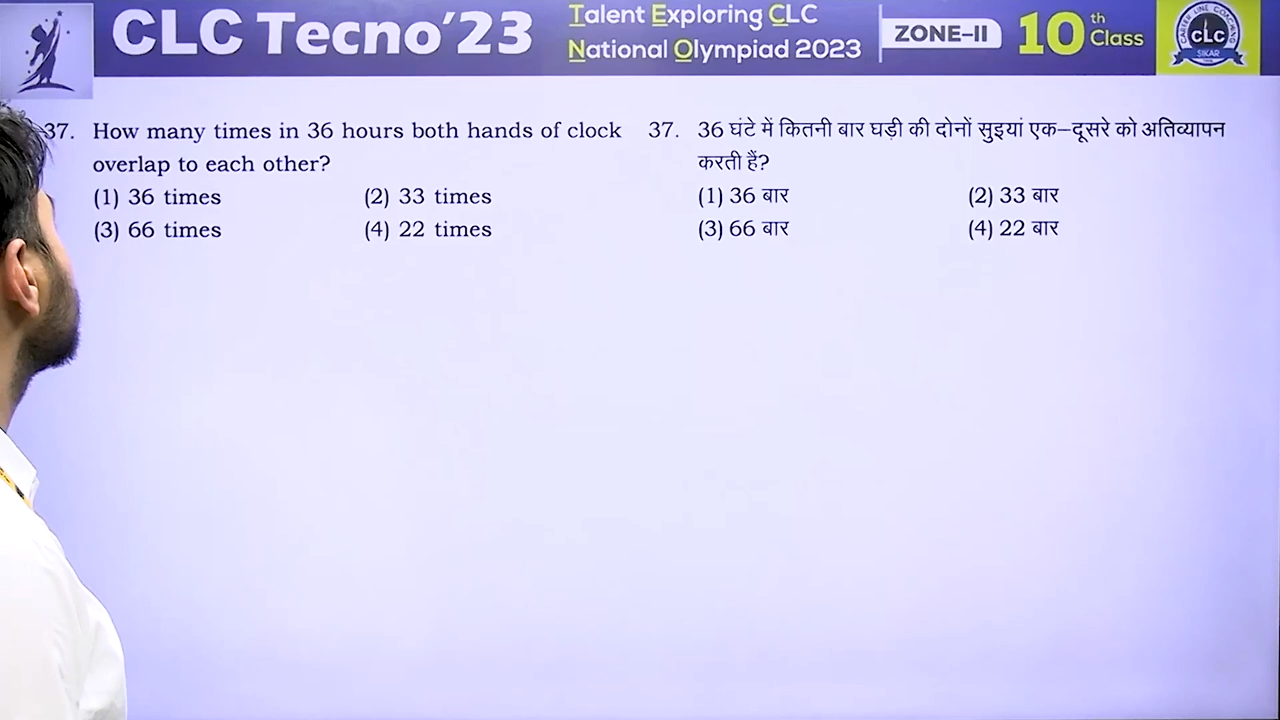 CLC Tecno'23
Talent Exploring CLC
National Olympiad 2023
ZONE–II
10th Class
CAREER LINE COACHING
CLC
SIKAR
37. How many times in 36 hours both hands of clock
overlap to each other?
(1) 36 times (2) 33 times
(3) 66 times (4) 22 times
37. 36 घंटे में कितनी बार घड़ी की दोनों सुइयां एक–दूसरे को अतिव्यापन
करती हैं?
(1) 36 बार (2) 33 बार
(3) 66 बार (4) 22 बार